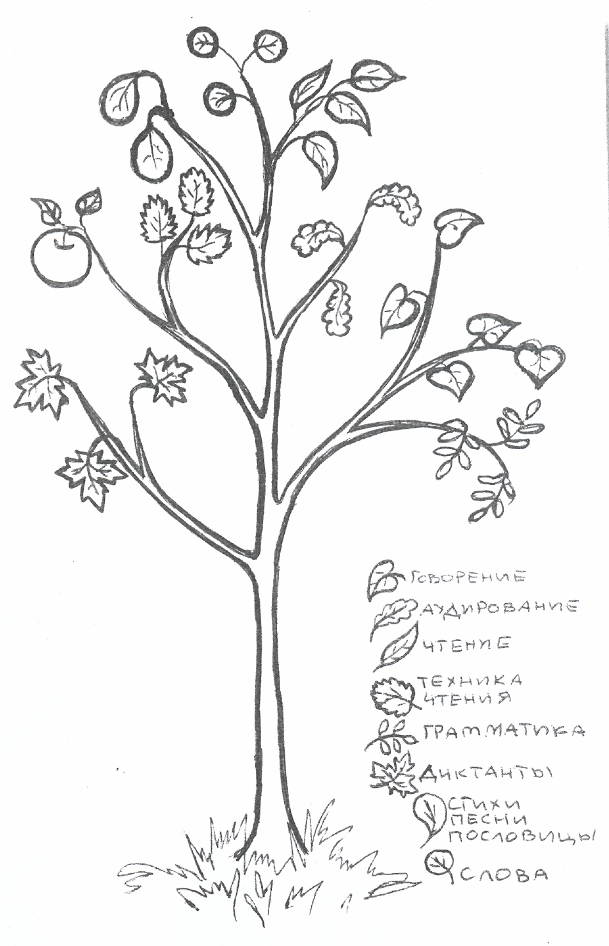 ГОВОРЕНИЕ
АУДИРОВАНИЕ
ЧТЕНИЕ
ТЕХНИКА
ЧТЕНИЯ
ГРАММАТИКА
ДИКТАНТЫ
СТИХИ
ПЕСНИ
ПОСЛОВИЦЫ
СЛОВА